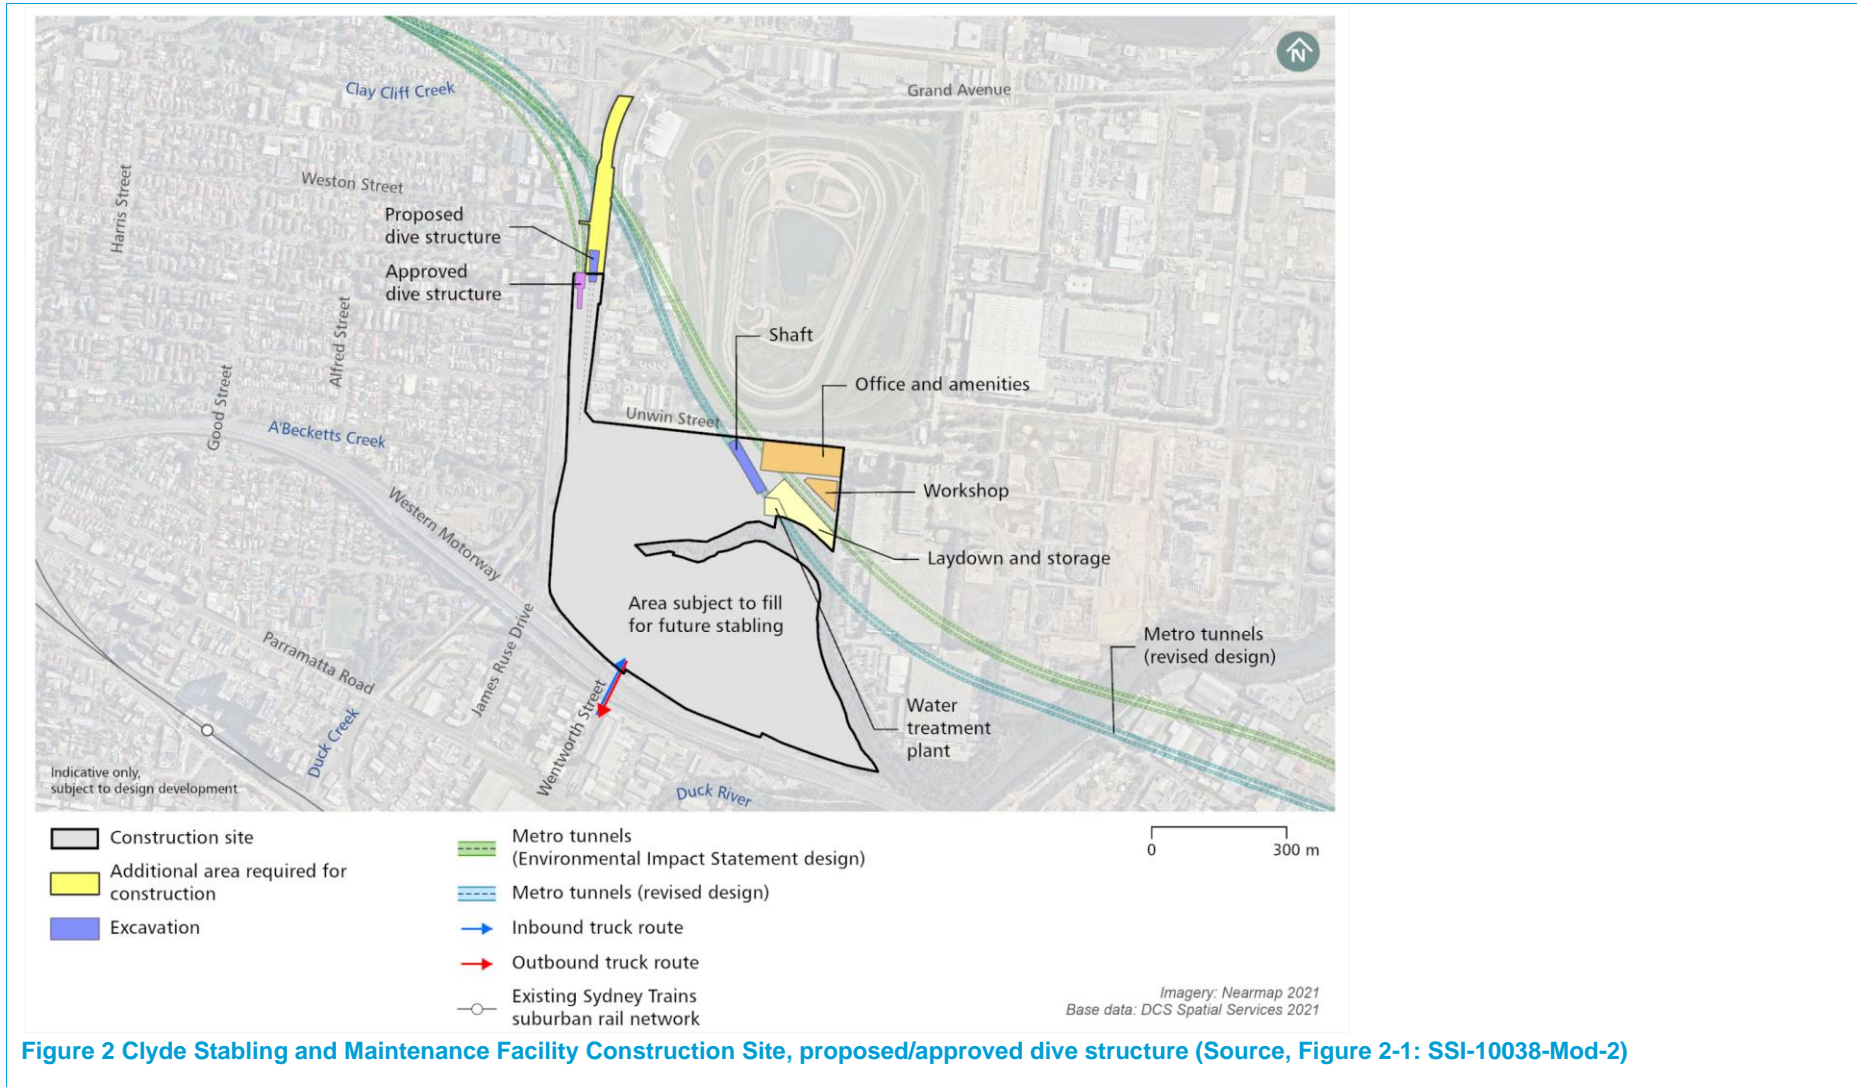 N
Clay Cliff Creek
Grand Avenue
Harris Street
Weston Street
Proposed
dive structure
Approved
dive structure
Alfred Street
Shaft
Office and amenities
Good Street
Unwin Street
A'Becketts Creek
Workshop
Western Motorway
Laydown and storage
Area subject to fill
for future stabling
Metro tunnels
(revised design)
James Ruse Drive
Parramatta Road
Wentworth Street
Water
treatment
plant
Duck Creek
Indicative only,
subject to design development
Duck River
Construction site
Additional area required for
construction
Excavation
Metro tunnels
(Environmental Impact Statement design)
Metro tunnels (revised design)
Inbound truck route
Outbound truck route
Existing Sydney Trains
suburban rail network
0 300 m
Imagery: Nearmap 2021
Base data: DCS Spatial Services 2021
Figure 2 Clyde Stabling and Maintenance Facility Construction Site, proposed/approved dive structure (Source, Figure 2-1: SSI-10038-Mod-2)